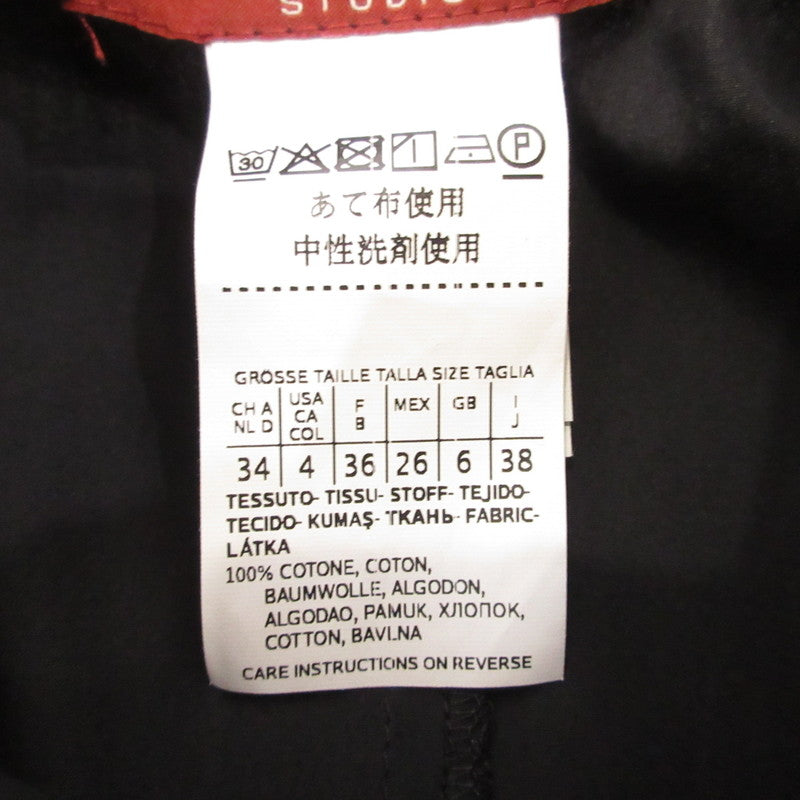 STUDIO
30 P
あて布使用
中性洗剤使用
GRÖSSE TAILLE TALLA SIZE TAGLIA
CH A NL D USA CA COL F B MEX GB I J
34 4 36 26 6 38
TESSUTO- TISSU- STOFF- TEJIDO-
TECIDO- KUMAŞ- ТКАНЬ- FABRIC-
LÁTKA
100% COTONE, COTON,
BAUMWOLLE, ALGODON,
ALGODAO, PAMUK, ХЛОПОК,
COTTON, BAVLNA
CARE INSTRUCTIONS ON REVERSE